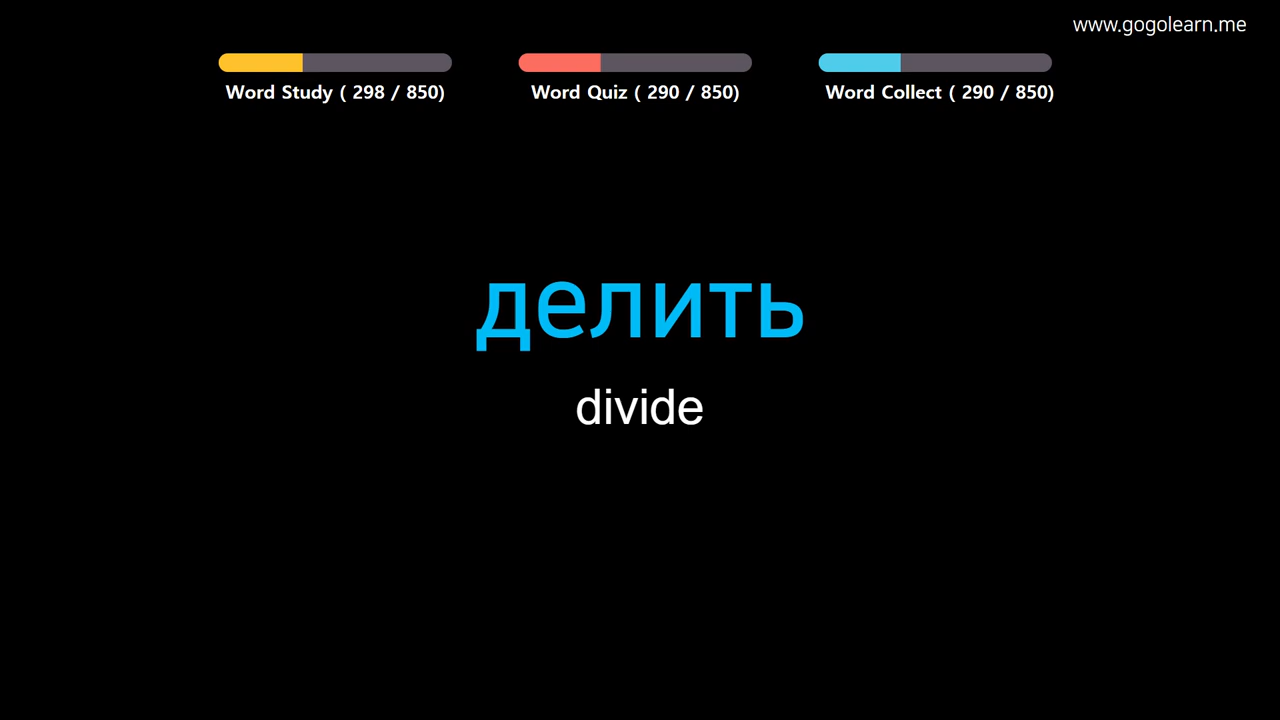 www.gogolearn.me
Word Study ( 298 / 850)
Word Quiz ( 290 / 850)
Word Collect ( 290 / 850)
делить
divide